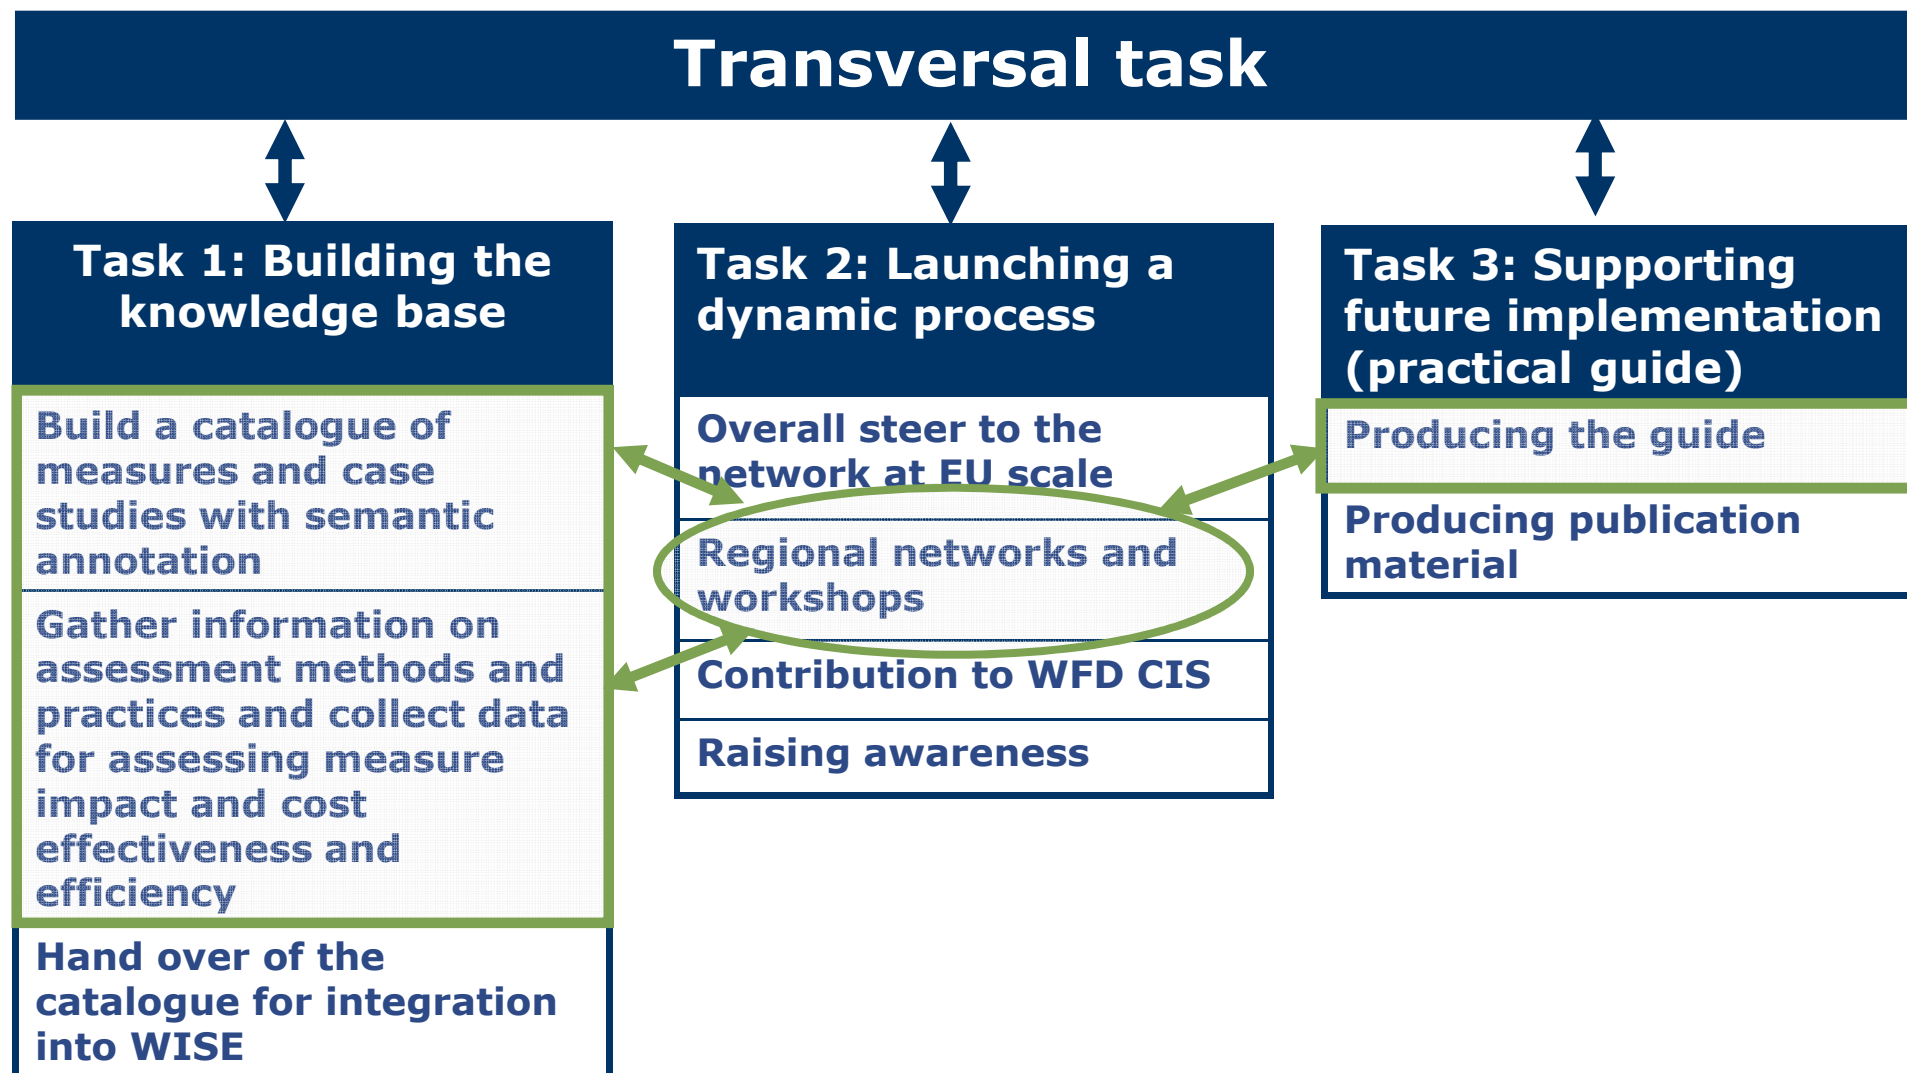 Transversal task
Task 1: Building the
knowledge base
Build a catalogue of
measures and case
studies with semantic
annotation
Gather information on
assessment methods and
practices and collect data
for assessing measure
impact and cost
effectiveness and
efficiency
Hand over of the
catalogue for integration
into WISE
Task 2: Launching a
dynamic process
Overall steer to the
network at EU scale
Regional networks and
workshops
Contribution to WFD CIS
Raising awareness
Task 3: Supporting
future implementation
(practical guide)
Producing the guide
Producing publication
material